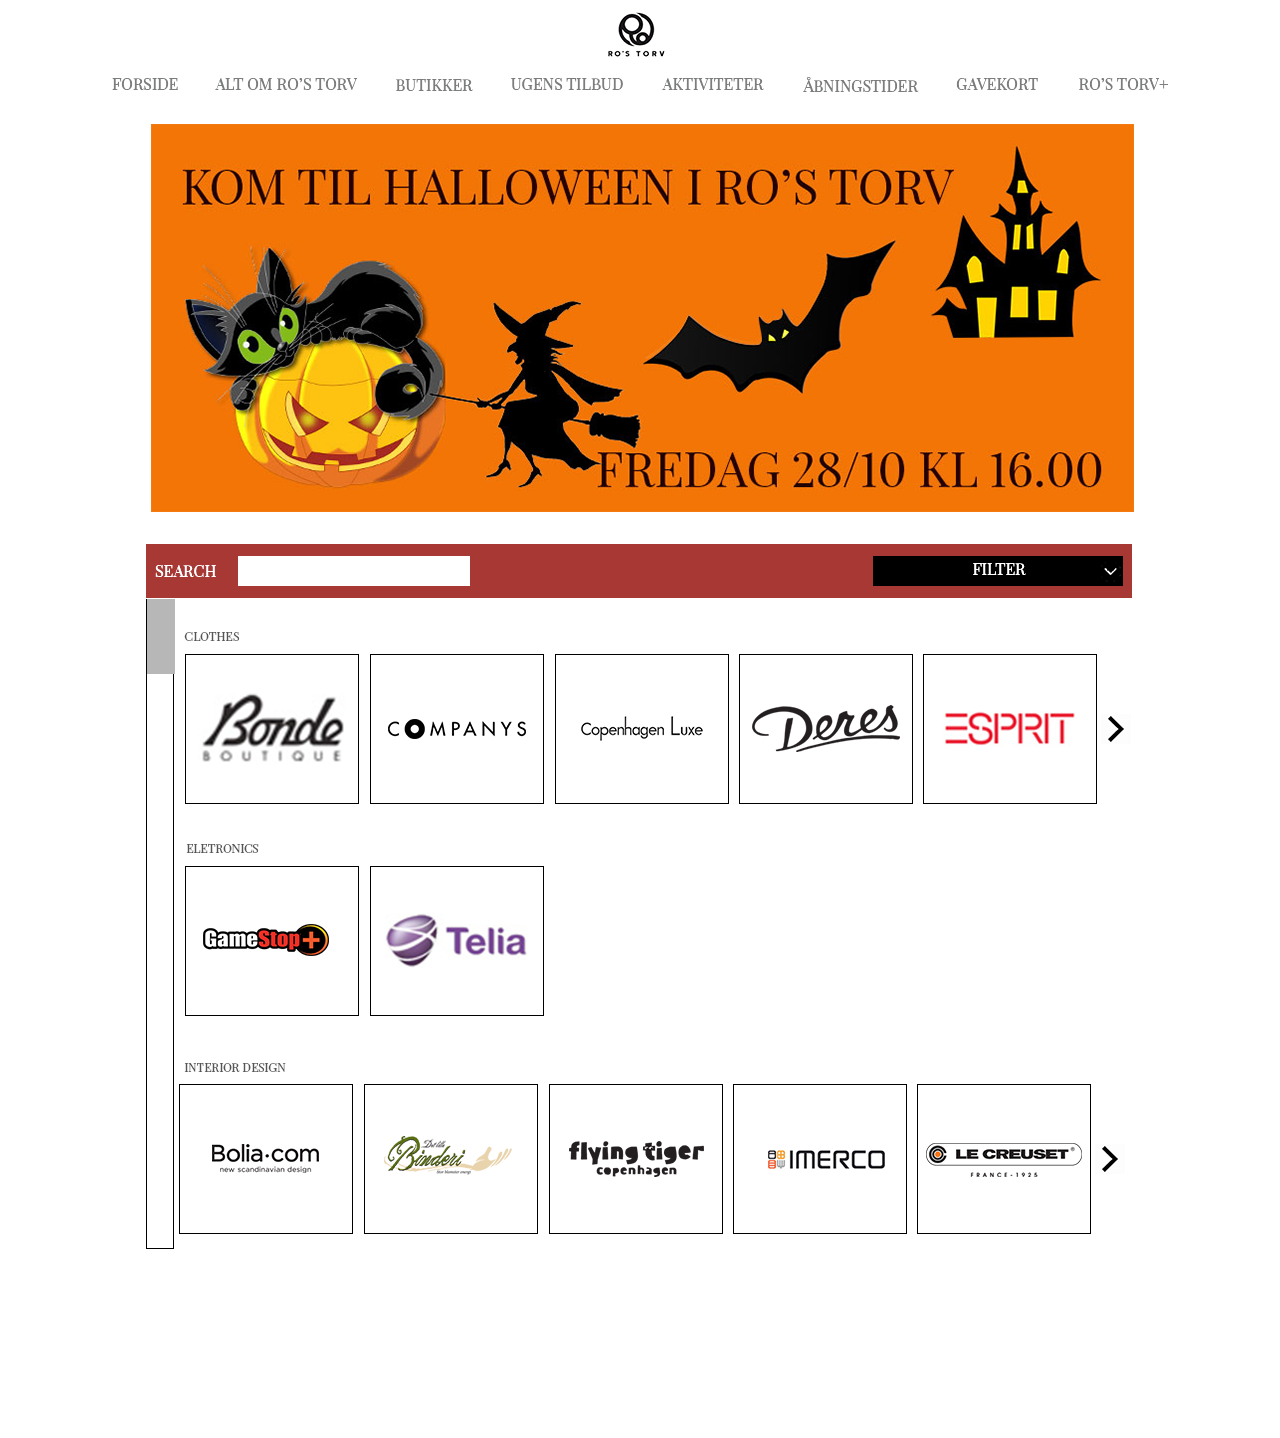 RO'S TORV
FORSIDE ALT OM RO'S TORV BUTIKKER UGENS TILBUD AKTIVITETER ÅBNINGSTIDER GAVEKORT RO'S TORV+
KOM TIL HALLOWEEN I RO'S TORV
FREDAG 28/10 KL 16.00
SEARCH FILTER
CLOTHES
Bonde
BOUTIQUE
COMPANYS
Copenhagen Luxe
Deres
ESPRIT
ELETRONICS
GameStop+
Telia
INTERIOR DESIGN
Bolia.com
new scandinavian design
Det lille
Binderi
flying tiger
copenhagen
IMERCO
LE CREUSET®
FRANCE - 1925